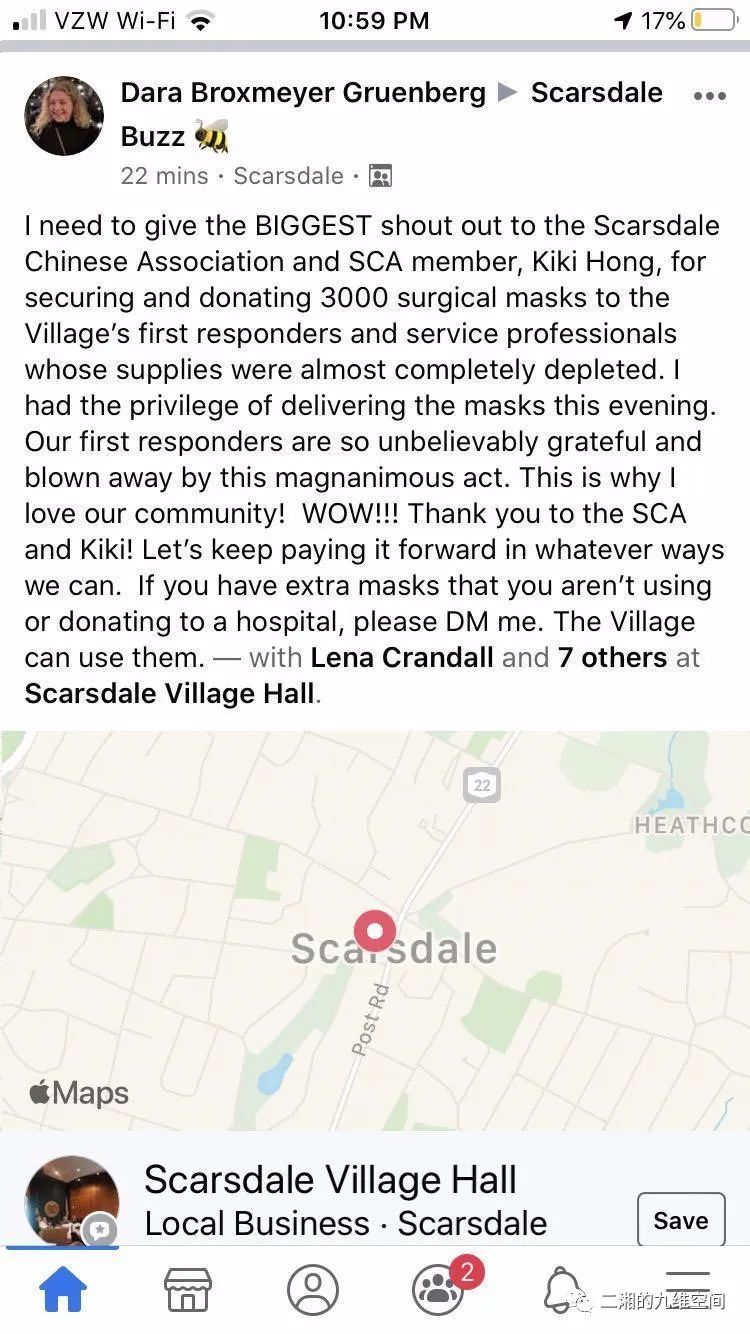 VZW Wi-Fi 10:59 PM 17%
Dara Broxmeyer Gruenberg ▶ Scarsdale
Buzz 🐝
22 mins · Scarsdale ·
I need to give the BIGGEST shout out to the Scarsdale
Chinese Association and SCA member, Kiki Hong, for
securing and donating 3000 surgical masks to the
Village's first responders and service professionals
whose supplies were almost completely depleted. I
had the privilege of delivering the masks this evening.
Our first responders are so unbelievably grateful and
blown away by this magnanimous act. This is why I
love our community!  WOW!!! Thank you to the SCA
and Kiki! Let's keep paying it forward in whatever ways
we can.  If you have extra masks that you aren't using
or donating to a hospital, please DM me. The Village
can use them. — with Lena Crandall and 7 others at
Scarsdale Village Hall.
22
HEATHCO
Scarsdale
Post Rd
Maps
Scarsdale Village Hall
Local Business · Scarsdale
Save
2
二湘的九维空间